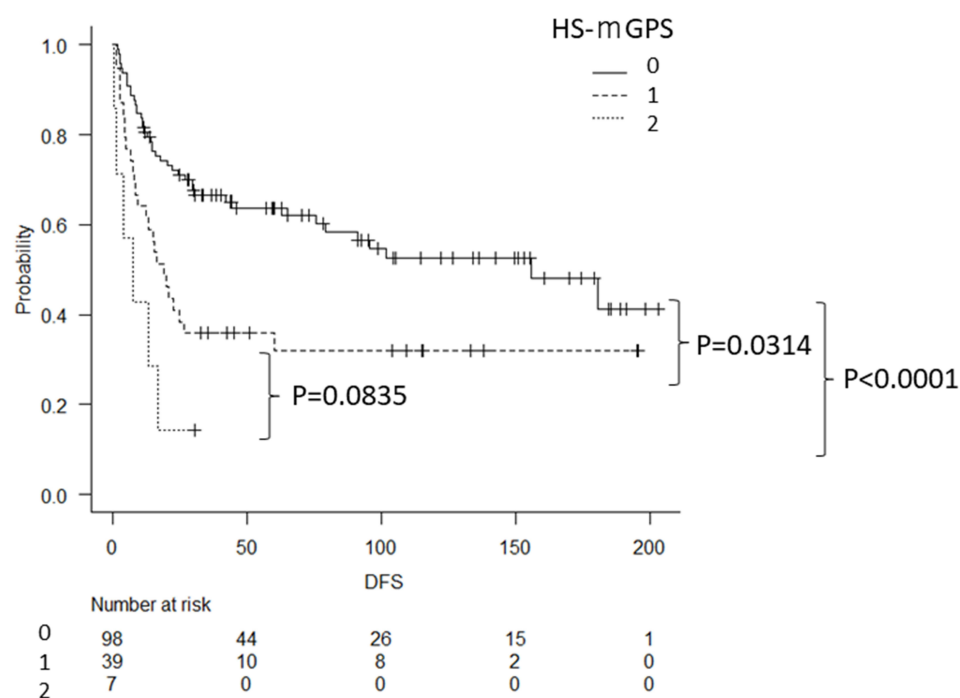 HS-mGPS
0
1
2
1.0
0.8
0.6
0.4
0.2
0.0
Probability
P=0.0314
P<0.0001
P=0.0835
0 50 100 150 200
DFS
Number at risk
0 98 44 26 15 1
1 39 10 8 2 0
2 7 0 0 0 0